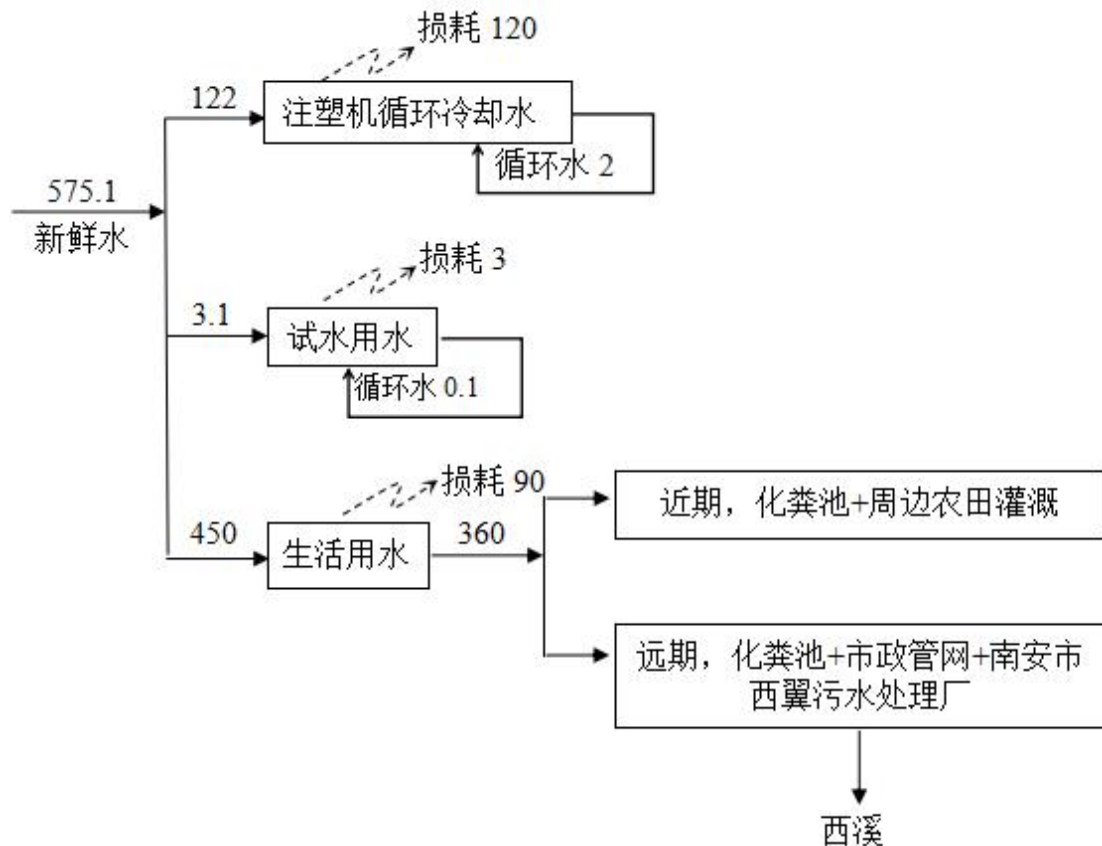 损耗 120
122
注塑机循环冷却水
循环水 2
575.1
新鲜水
损耗 3
3.1
试水用水
循环水 0.1
损耗 90
450
生活用水
360
近期，化粪池+周边农田灌溉
远期，化粪池+市政管网+南安市
西翼污水处理厂
西溪